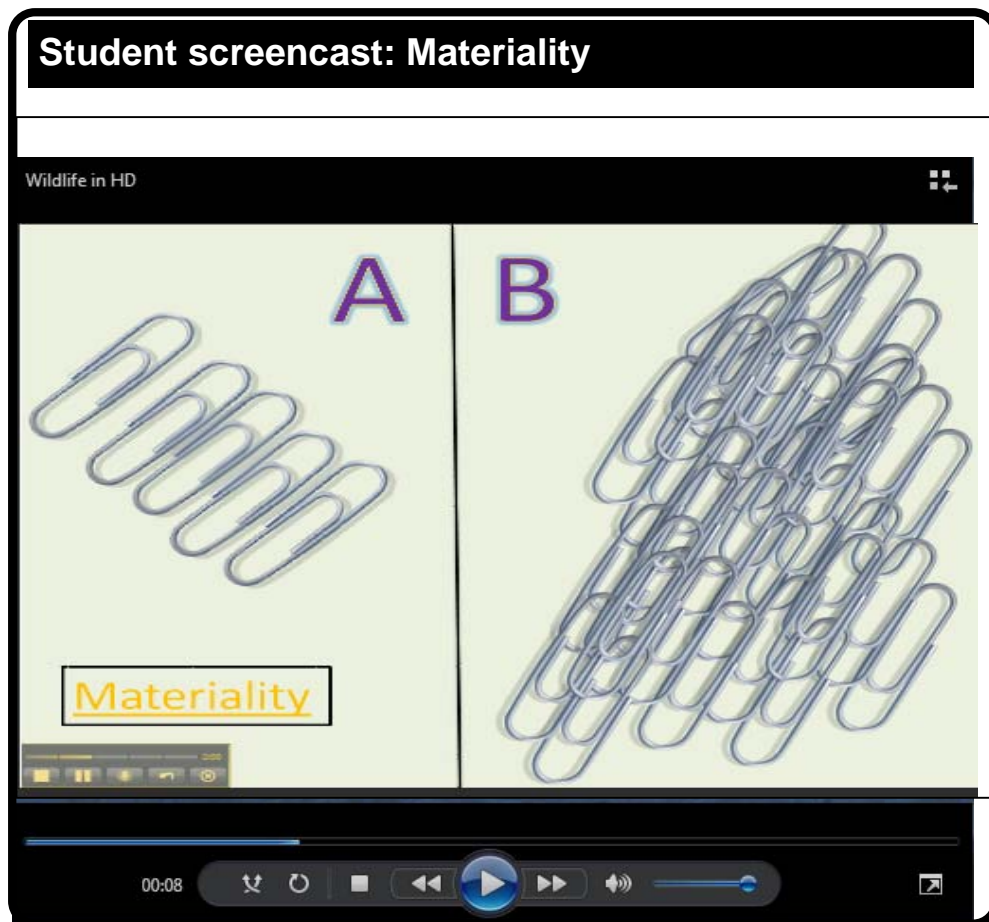 Student screencast: Materiality
Wildlife in HD
A B
Materiality
00:08